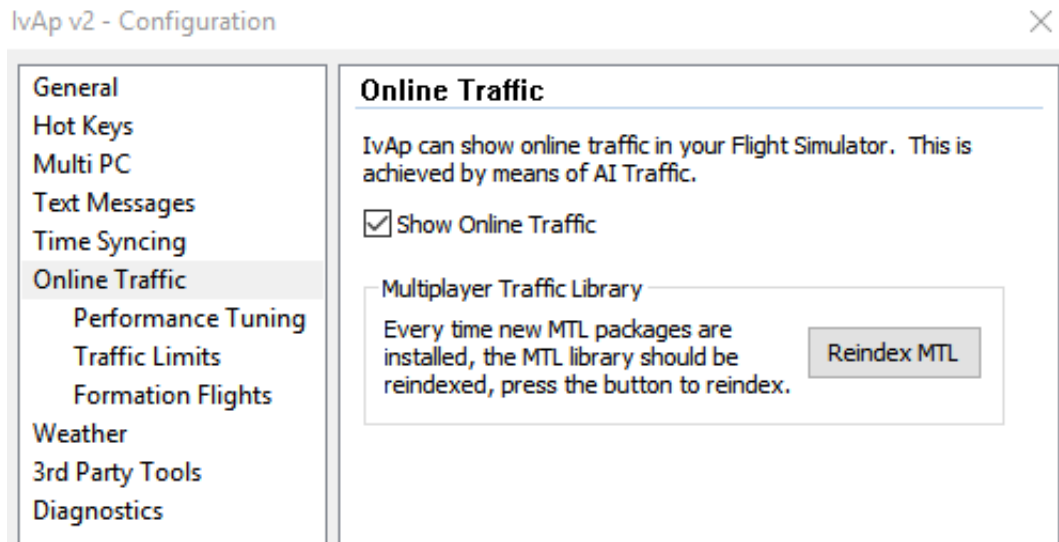 IvAp v2 - Configuration
General
Hot Keys
Multi PC
Text Messages
Time Syncing
Online Traffic
Performance Tuning
Traffic Limits
Formation Flights
Weather
3rd Party Tools
Diagnostics
Online Traffic
IvAp can show online traffic in your Flight Simulator.  This is
achieved by means of AI Traffic.
Show Online Traffic
Multiplayer Traffic Library
Every time new MTL packages are
installed, the MTL library should be
reindexed, press the button to reindex.
Reindex MTL